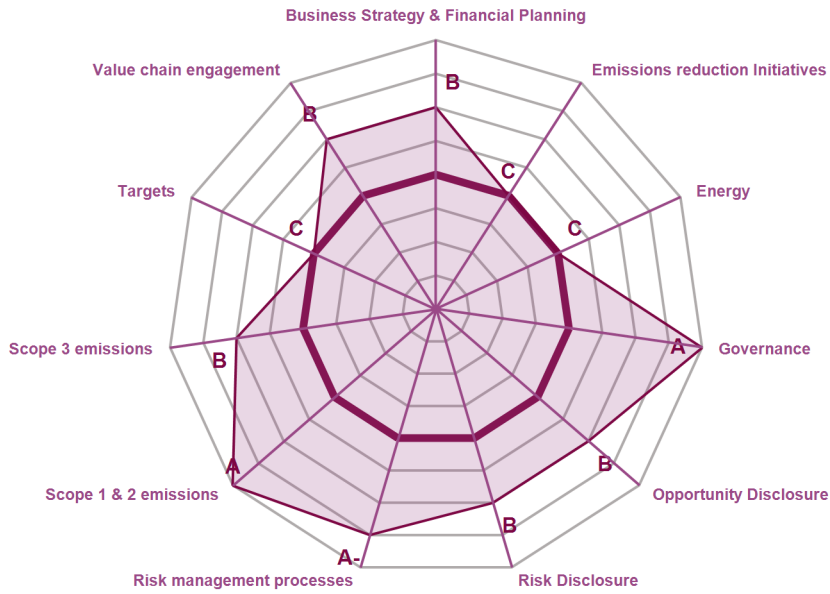 Business Strategy & Financial Planning
Value chain engagement
Emissions reduction Initiatives
B
B
C
Targets
Energy
C
C
Scope 3 emissions
B
A
Governance
A
B
Scope 1 & 2 emissions
Opportunity Disclosure
B
A-
Risk management processes
Risk Disclosure